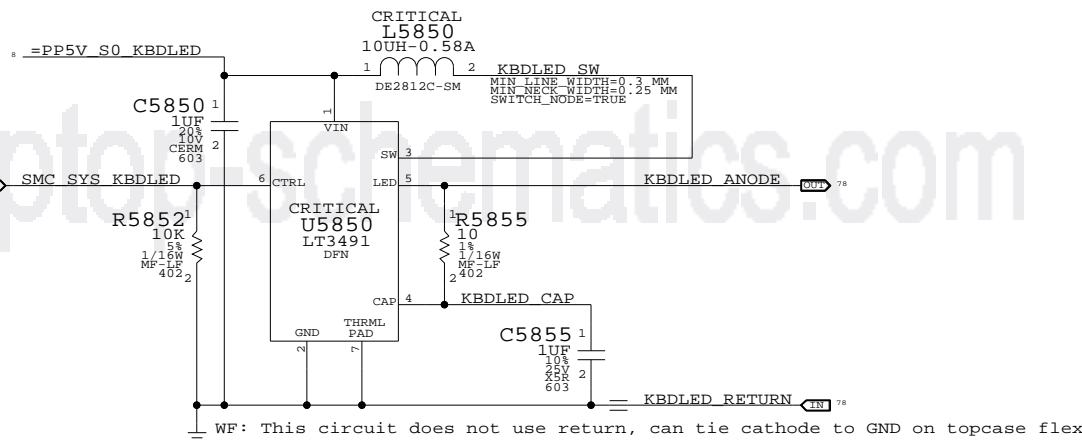 CRITICAL
L5850
10UH-0.58A
8 =PP5V_S0_KBDLED
1 2 KBDLED_SW
DE2812C-SM
MIN_LINE_WIDTH=0.3 MM
MIN_NECK_WIDTH=0.25 MM
SWITCH_NODE=TRUE
C5850 1
1UF
20%
10V
CERM 2
603
1
VIN
SW 3
SMC_SYS_KBDLED 6 CTRL
LED 5 KBDLED_ANODE OUT 78
CRITICAL
U5850
LT3491
DFN
R5852 1
10K
5%
1/16W
MF-LF
402 2
1 R5855
10
1%
1/16W
MF-LF
2 402
CAP 4 KBDLED_CAP
GND
THRML
PAD
2 7
C5855 1
1UF
10%
25V
X5R 2
603
KBDLED_RETURN IN 78
WF: This circuit does not use return, can tie cathode to GND on topcase flex
ptop-schematics.com